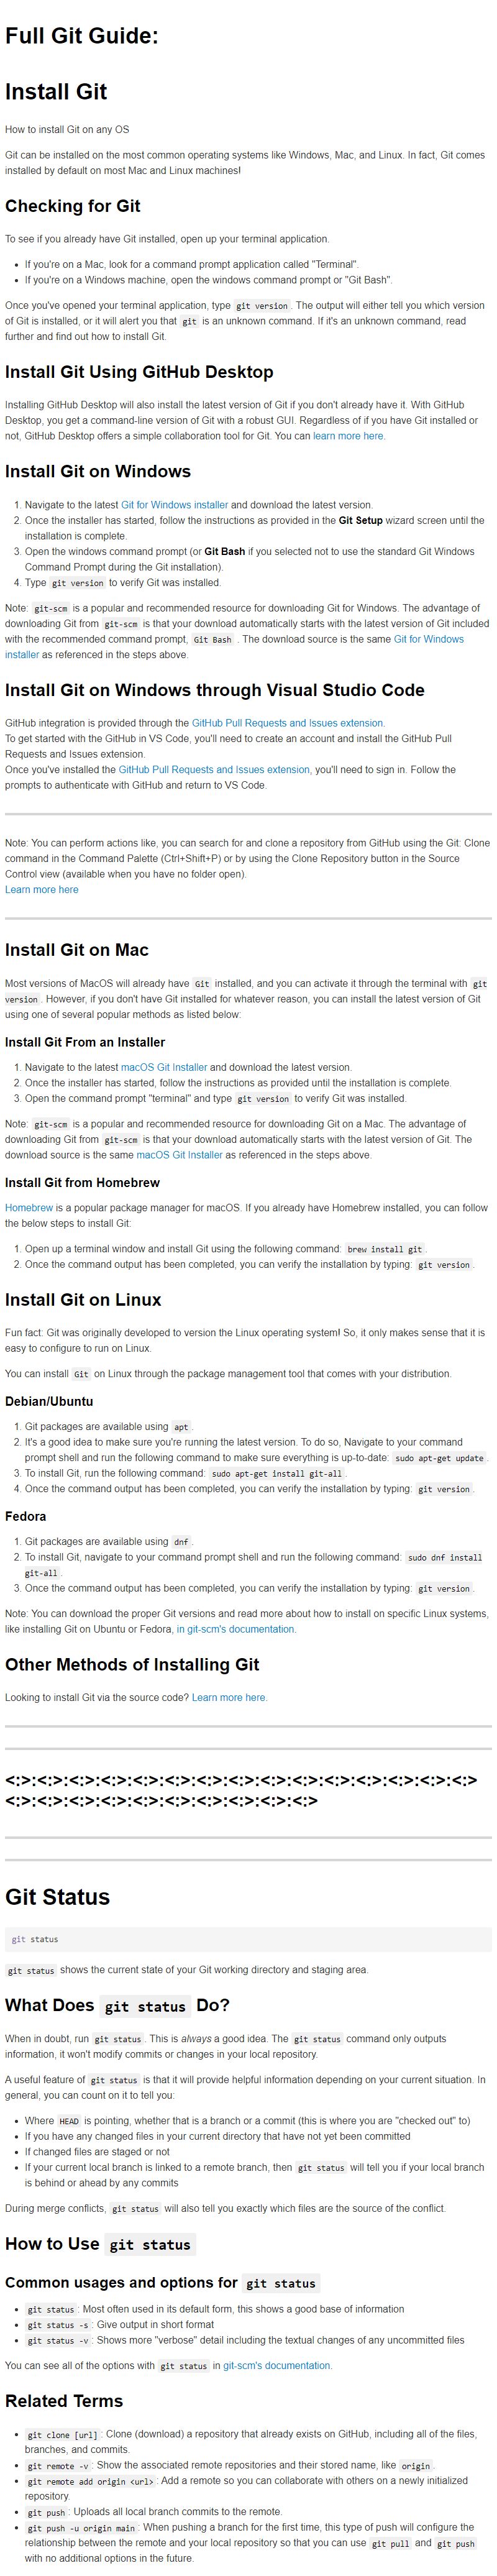 Full Git Guide:
Install Git
How to install Git on any OS
Git can be installed on the most common operating systems like Windows, Mac, and Linux. In fact, Git comes
installed by default on most Mac and Linux machines!
Checking for Git
To see if you already have Git installed, open up your terminal application.
• If you're on a Mac, look for a command prompt application called "Terminal".
• If you're on a Windows machine, open the windows command prompt or "Git Bash".
Once you've opened your terminal application, type git version. The output will either tell you which version
of Git is installed, or it will alert you that git is an unknown command. If it's an unknown command, read
further and find out how to install Git.
Install Git Using GitHub Desktop
Installing GitHub Desktop will also install the latest version of Git if you don't already have it. With GitHub
Desktop, you get a command-line version of Git with a robust GUI. Regardless of if you have Git installed or
not, GitHub Desktop offers a simple collaboration tool for Git. You can learn more here.
Install Git on Windows
1. Navigate to the latest Git for Windows installer and download the latest version.
2. Once the installer has started, follow the instructions as provided in the Git Setup wizard screen until the
installation is complete.
3. Open the windows command prompt (or Git Bash if you selected not to use the standard Git Windows
Command Prompt during the Git installation).
4. Type git version to verify Git was installed.
Note: git-scm is a popular and recommended resource for downloading Git for Windows. The advantage of
downloading Git from git-scm is that your download automatically starts with the latest version of Git included
with the recommended command prompt, Git Bash . The download source is the same Git for Windows
installer as referenced in the steps above.
Install Git on Windows through Visual Studio Code
GitHub integration is provided through the GitHub Pull Requests and Issues extension.
To get started with the GitHub in VS Code, you'll need to create an account and install the GitHub Pull
Requests and Issues extension.
Once you've installed the GitHub Pull Requests and Issues extension, you'll need to sign in. Follow the
prompts to authenticate with GitHub and return to VS Code.
Note: You can perform actions like, you can search for and clone a repository from GitHub using the Git: Clone
command in the Command Palette (Ctrl+Shift+P) or by using the Clone Repository button in the Source
Control view (available when you have no folder open).
Learn more here
Install Git on Mac
Most versions of MacOS will already have Git installed, and you can activate it through the terminal with git
version. However, if you don't have Git installed for whatever reason, you can install the latest version of Git
using one of several popular methods as listed below:
Install Git From an Installer
1. Navigate to the latest macOS Git Installer and download the latest version.
2. Once the installer has started, follow the instructions as provided until the installation is complete.
3. Open the command prompt "terminal" and type git version to verify Git was installed.
Note: git-scm is a popular and recommended resource for downloading Git on a Mac. The advantage of
downloading Git from git-scm is that your download automatically starts with the latest version of Git. The
download source is the same macOS Git Installer as referenced in the steps above.
Install Git from Homebrew
Homebrew is a popular package manager for macOS. If you already have Homebrew installed, you can follow
the below steps to install Git:
1. Open up a terminal window and install Git using the following command: brew install git.
2. Once the command output has been completed, you can verify the installation by typing: git version.
Install Git on Linux
Fun fact: Git was originally developed to version the Linux operating system! So, it only makes sense that it is
easy to configure to run on Linux.
You can install Git on Linux through the package management tool that comes with your distribution.
Debian/Ubuntu
1. Git packages are available using apt.
2. It's a good idea to make sure you're running the latest version. To do so, Navigate to your command
prompt shell and run the following command to make sure everything is up-to-date: sudo apt-get update.
3. To install Git, run the following command: sudo apt-get install git-all.
4. Once the command output has been completed, you can verify the installation by typing: git version.
Fedora
1. Git packages are available using dnf.
2. To install Git, navigate to your command prompt shell and run the following command: sudo dnf install
git-all.
3. Once the command output has been completed, you can verify the installation by typing: git version.
Note: You can download the proper Git versions and read more about how to install on specific Linux systems,
like installing Git on Ubuntu or Fedora, in git-scm's documentation.
Other Methods of Installing Git
Looking to install Git via the source code? Learn more here.
<:>:<:>:<:>:<:>:<:>:<:>:<:>:<:>:<:>:<:>:<:>:<:>:<:>:<:>:<:>
<:>:<:>:<:>:<:>:<:>:<:>:<:>:<:>:<:>:<:>
Git Status
git status
git status shows the current state of your Git working directory and staging area.
What Does git status Do?
When in doubt, run git status. This is always a good idea. The git status command only outputs
information, it won't modify commits or changes in your local repository.
A useful feature of git status is that it will provide helpful information depending on your current situation. In
general, you can count on it to tell you:
• Where HEAD is pointing, whether that is a branch or a commit (this is where you are "checked out" to)
• If you have any changed files in your current directory that have not yet been committed
• If changed files are staged or not
• If your current local branch is linked to a remote branch, then git status will tell you if your local branch
is behind or ahead by any commits
During merge conflicts, git status will also tell you exactly which files are the source of the conflict.
How to Use git status
Common usages and options for git status
• git status: Most often used in its default form, this shows a good base of information
• git status -s: Give output in short format
• git status -v: Shows more "verbose" detail including the textual changes of any uncommitted files
You can see all of the options with git status in git-scm's documentation.
Related Terms
• git clone [url]: Clone (download) a repository that already exists on GitHub, including all of the files,
branches, and commits.
• git remote -v: Show the associated remote repositories and their stored name, like origin.
• git remote add origin <url>: Add a remote so you can collaborate with others on a newly initialized
repository.
• git push: Uploads all local branch commits to the remote.
• git push -u origin main: When pushing a branch for the first time, this type of push will configure the
relationship between the remote and your local repository so that you can use git pull and git push
with no additional options in the future.